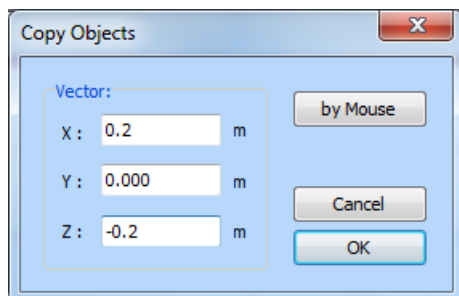 Copy Objects
Vector:
X : 0.2 m
by Mouse
Y : 0.000 m
Z : -0.2 m
Cancel
OK